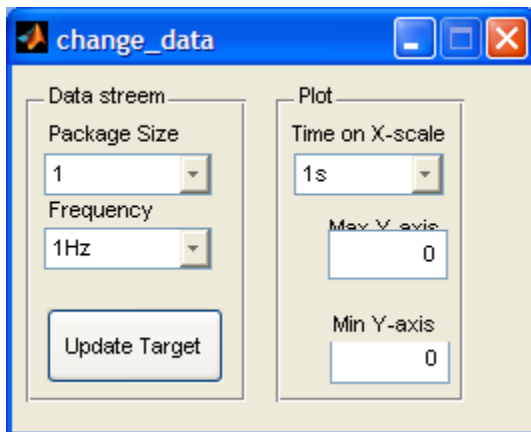 change_data
Data streem
Package Size
1
Frequency
1Hz
Update Target
Plot
Time on X-scale
1s
Max Y-axis
0
Min Y-axis
0